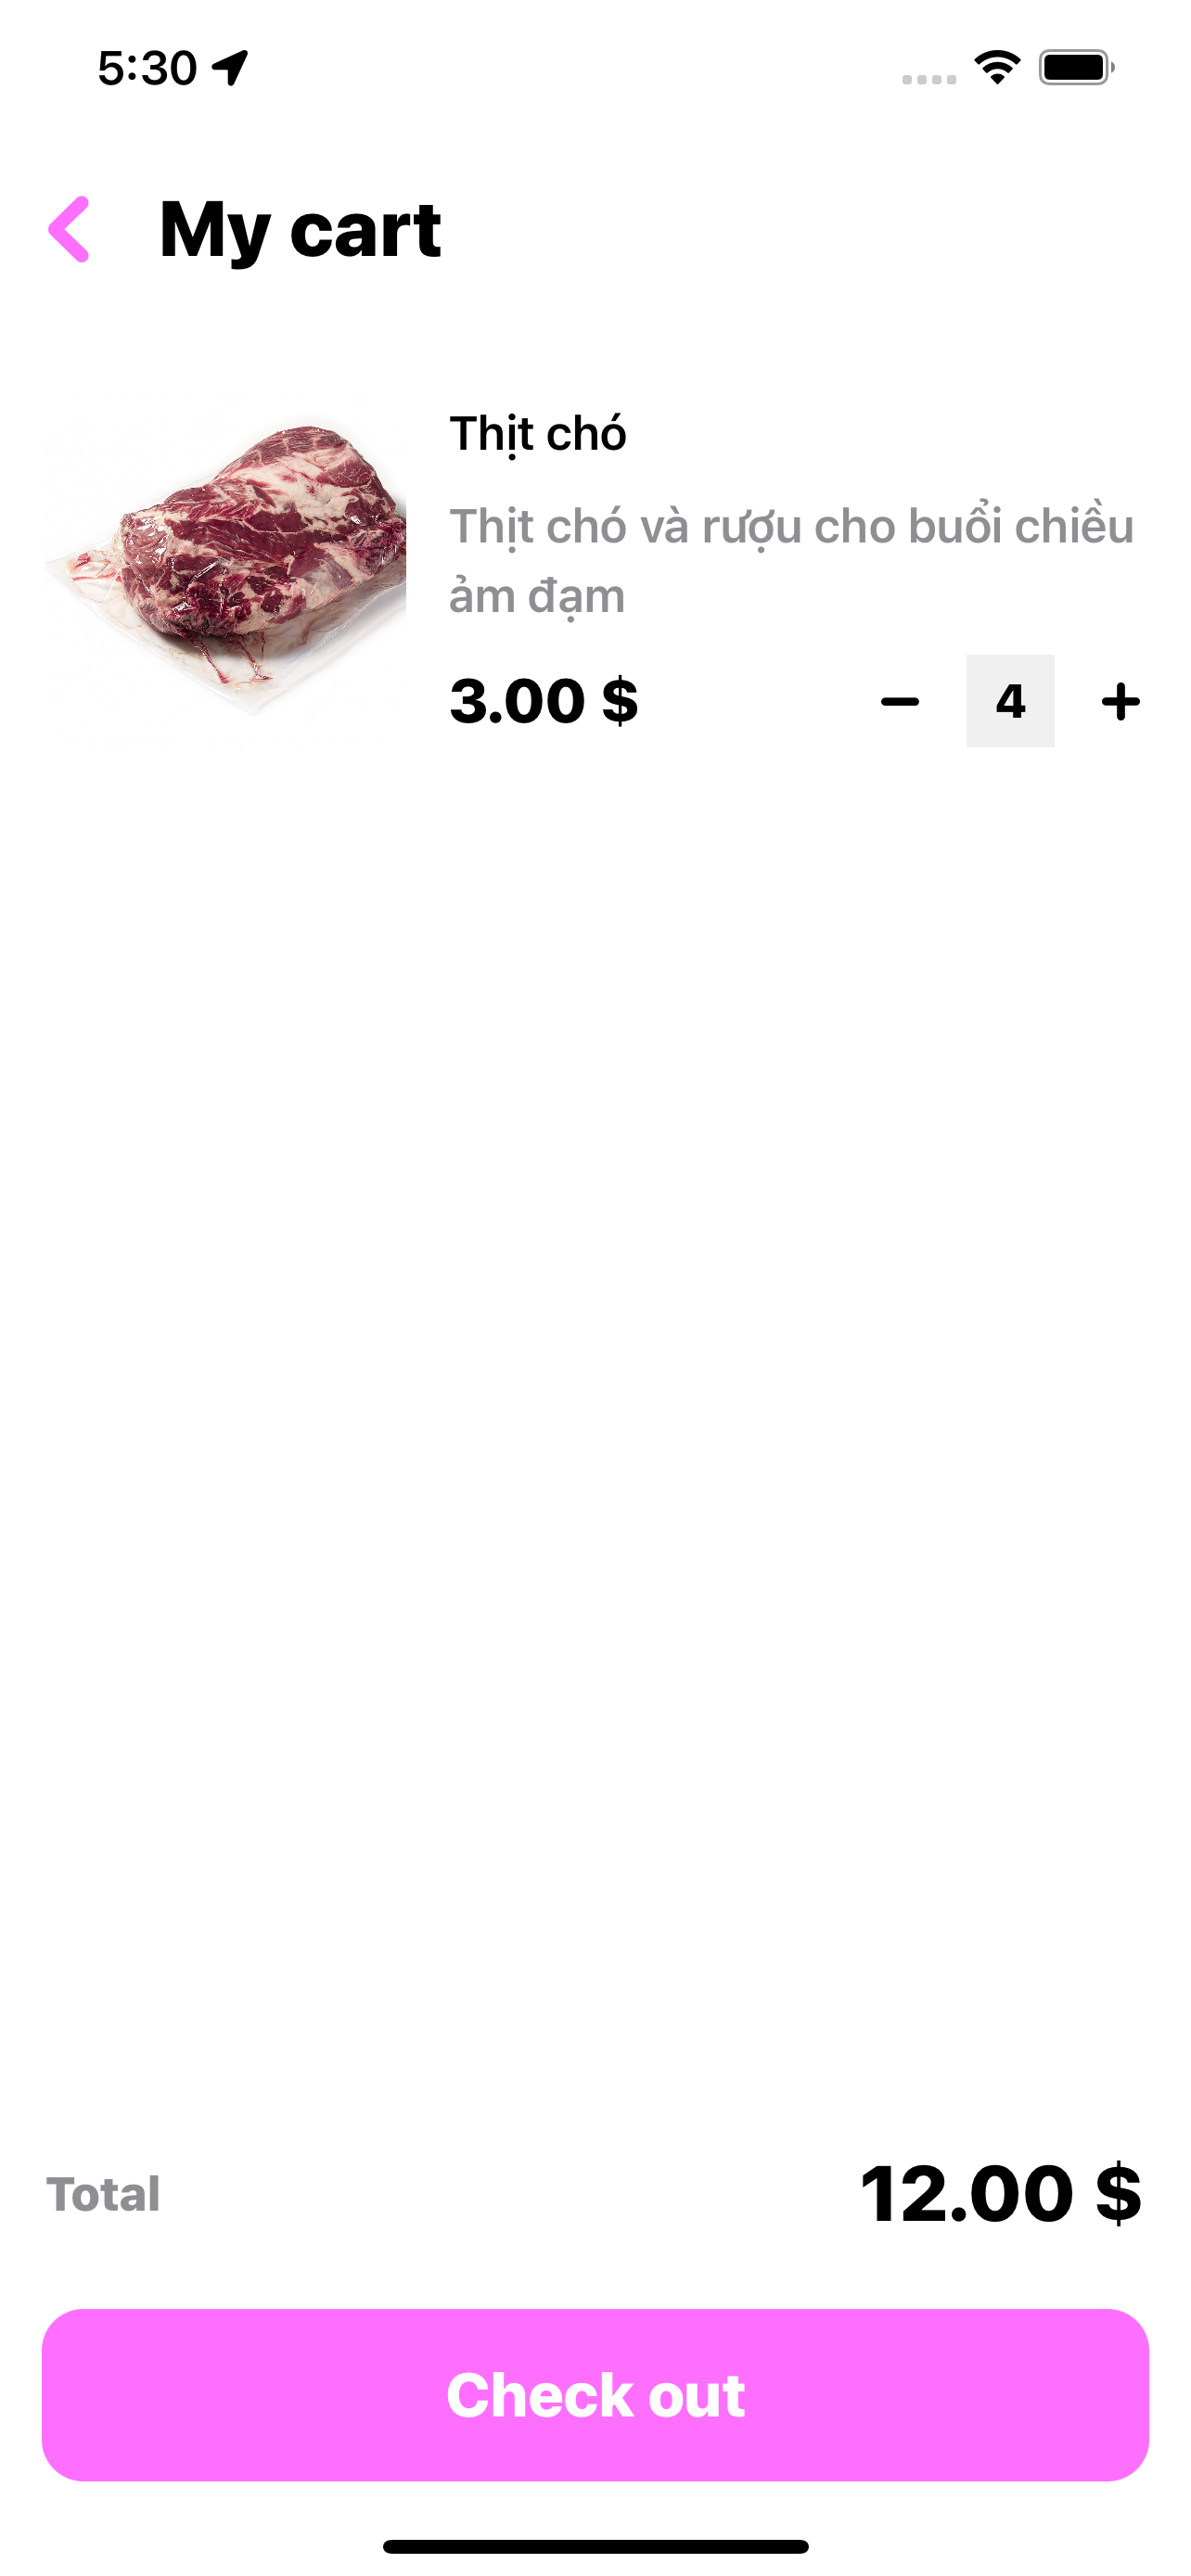 5:30
My cart
Thịt chó
Thịt chó và rượu cho buổi chiều
ảm đạm
3.00 $
4
Total
12.00 $
Check out